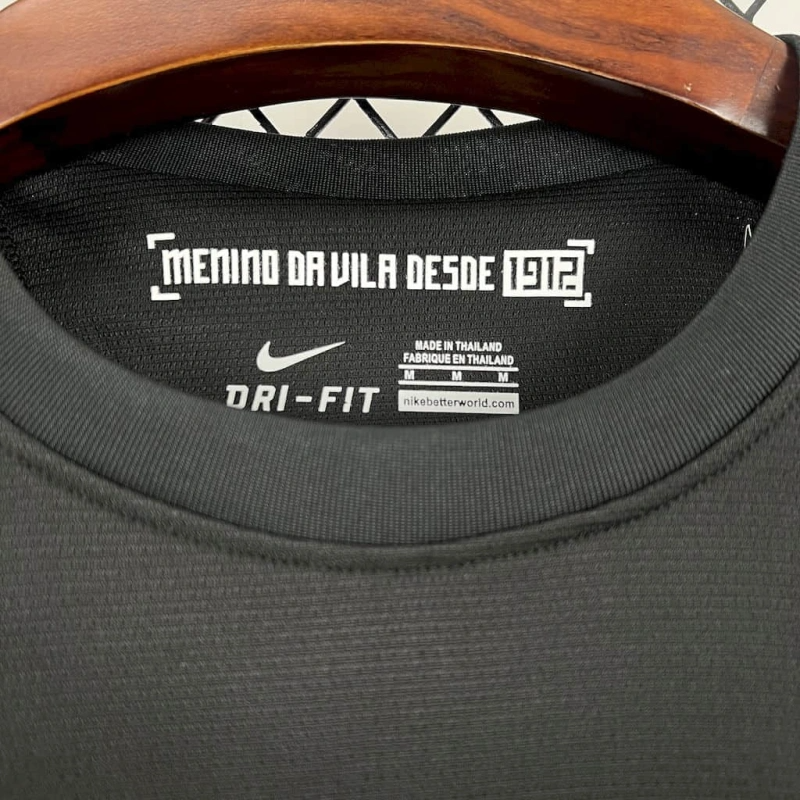 MENINO DA VILA DESDE 1912
DRI-FIT
MADE IN THAILAND
FABRIQUE EN THAILAND
M M M
nikebetterworld.com